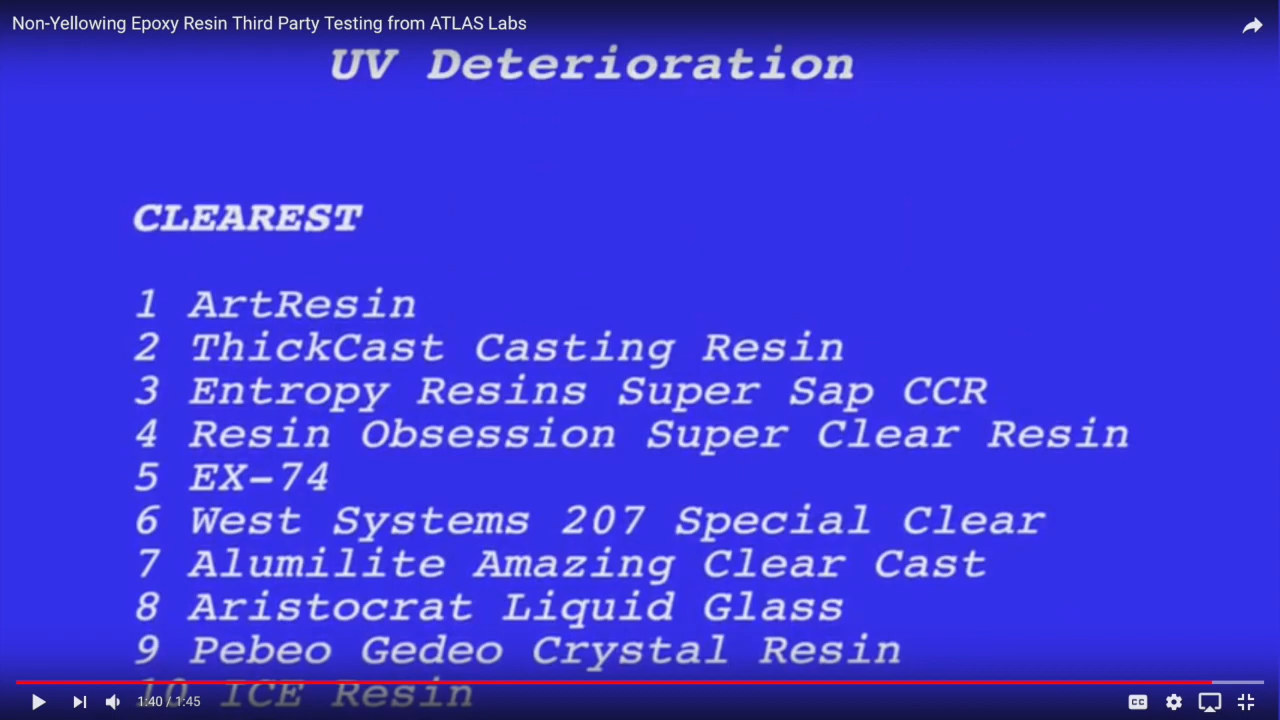 Non-Yellowing Epoxy Resin Third Party Testing from ATLAS Labs
UV Deterioration
CLEAREST
1 ArtResin
2 ThickCast Casting Resin
3 Entropy Resins Super Sap CCR
4 Resin Obsession Super Clear Resin
5 EX-74
6 West Systems 207 Special Clear
7 Alumilite Amazing Clear Cast
8 Aristocrat Liquid Glass
9 Pebeo Gedeo Crystal Resin
10 ICE Resin
1:40 / 1:45
CC